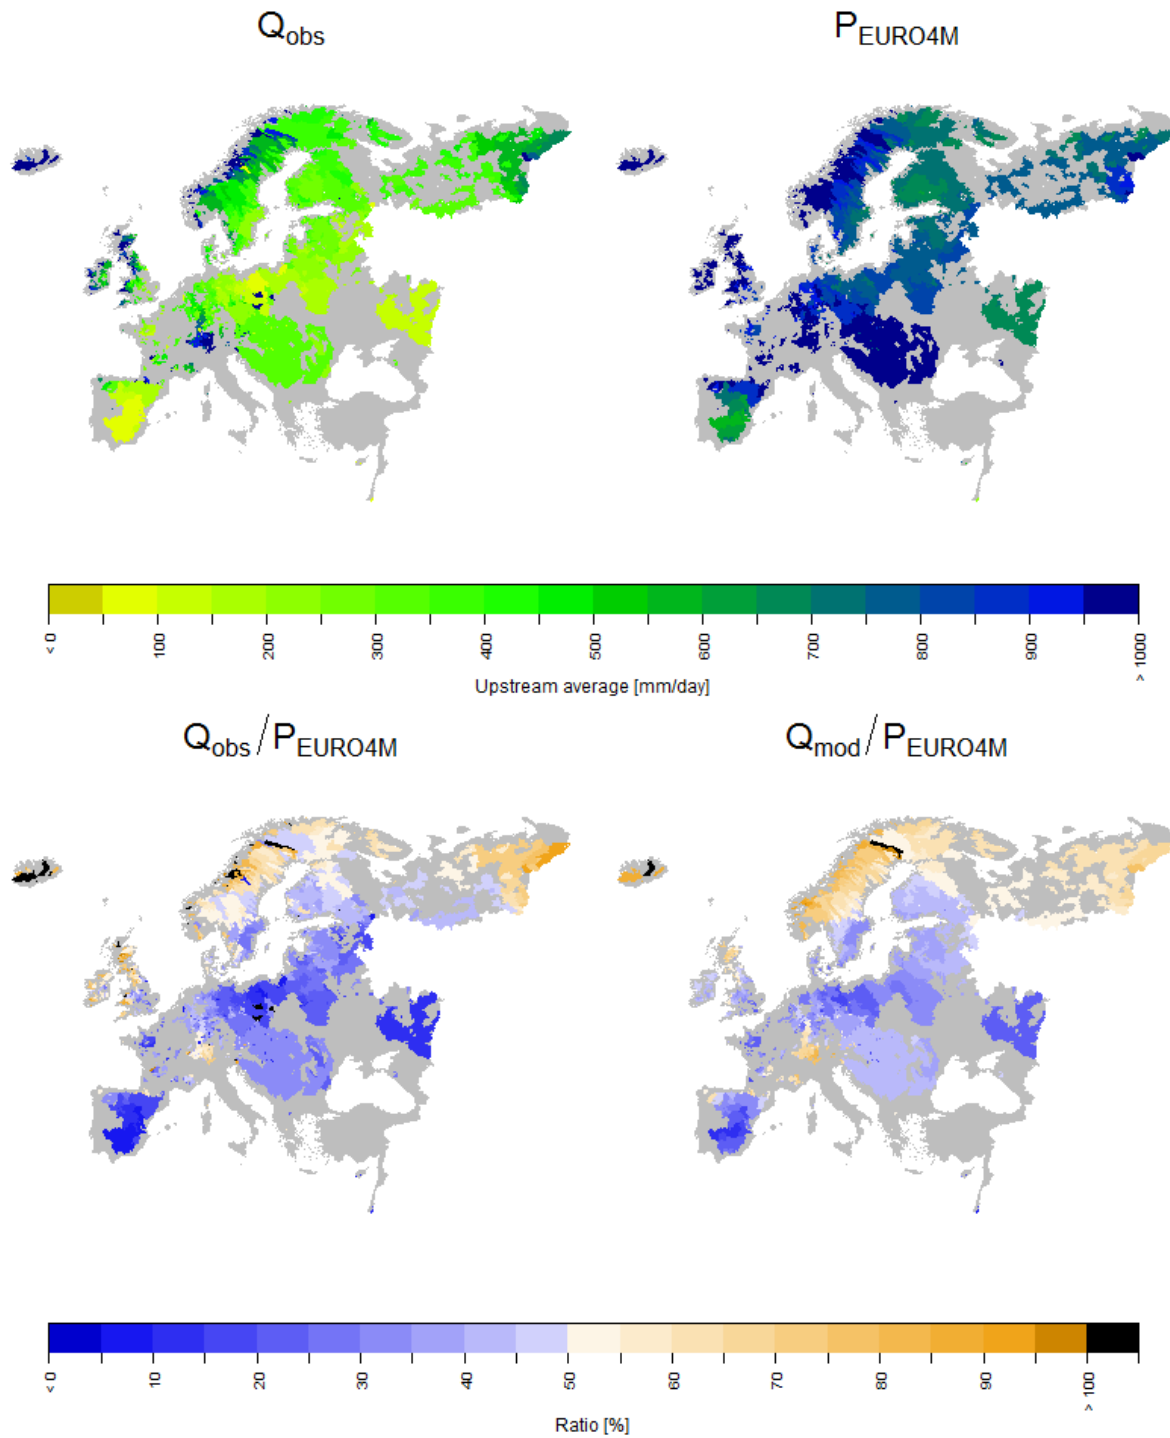 Qobs PEURO4M
< 0 100 200 300 400 500 600 700 800 900 > 1000
Upstream average [mm/day]
Qobs/PEURO4M Qmod/PEURO4M
< 0 10 20 30 40 50 60 70 80 90 > 100
Ratio [%]